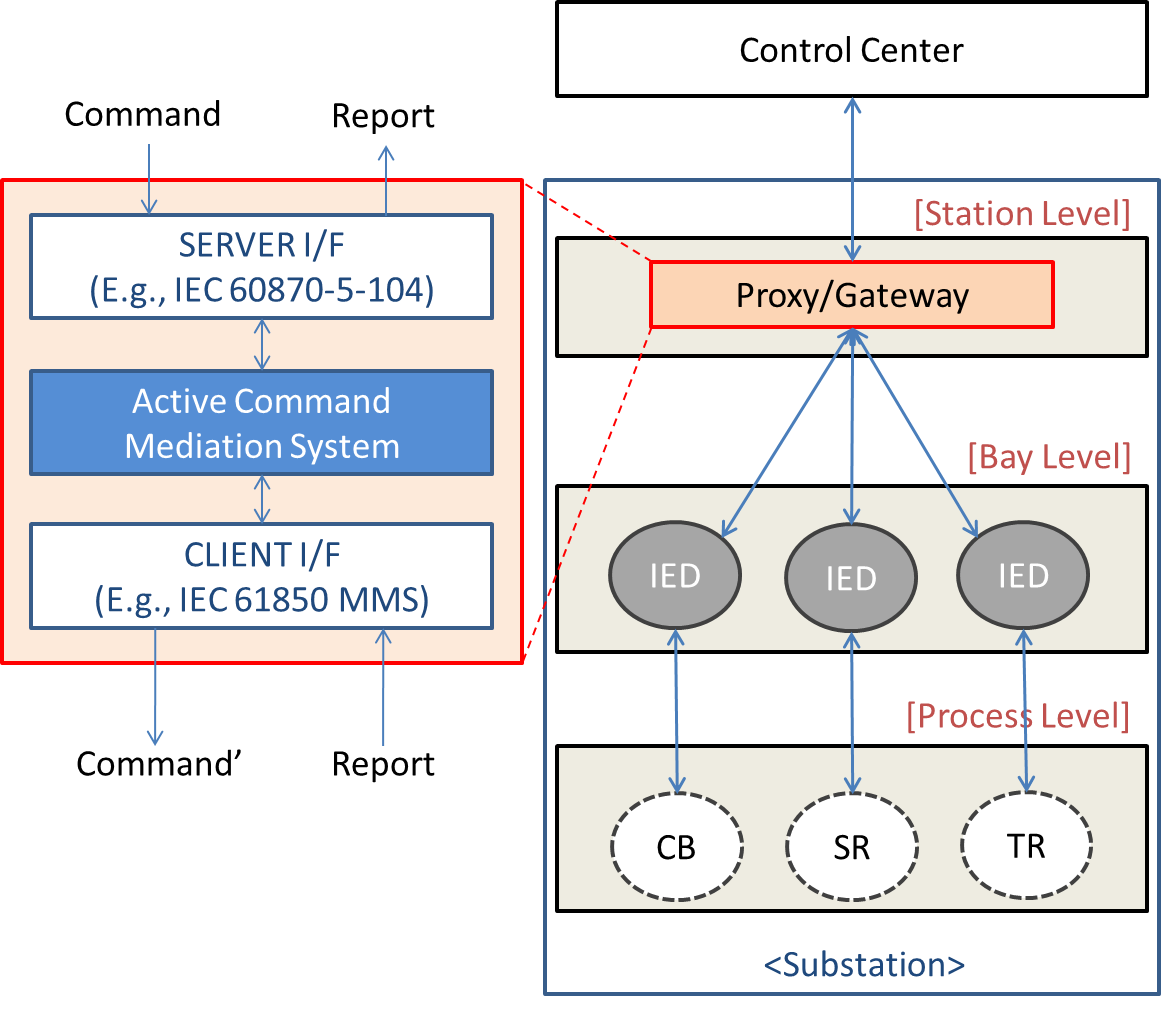 Command
Report
SERVER I/F
(E.g., IEC 60870-5-104)
Active Command
Mediation System
CLIENT I/F
(E.g., IEC 61850 MMS)
Command’
Report
Control Center
[Station Level]
Proxy/Gateway
[Bay Level]
IED
IED
IED
[Process Level]
CB
SR
TR
<Substation>